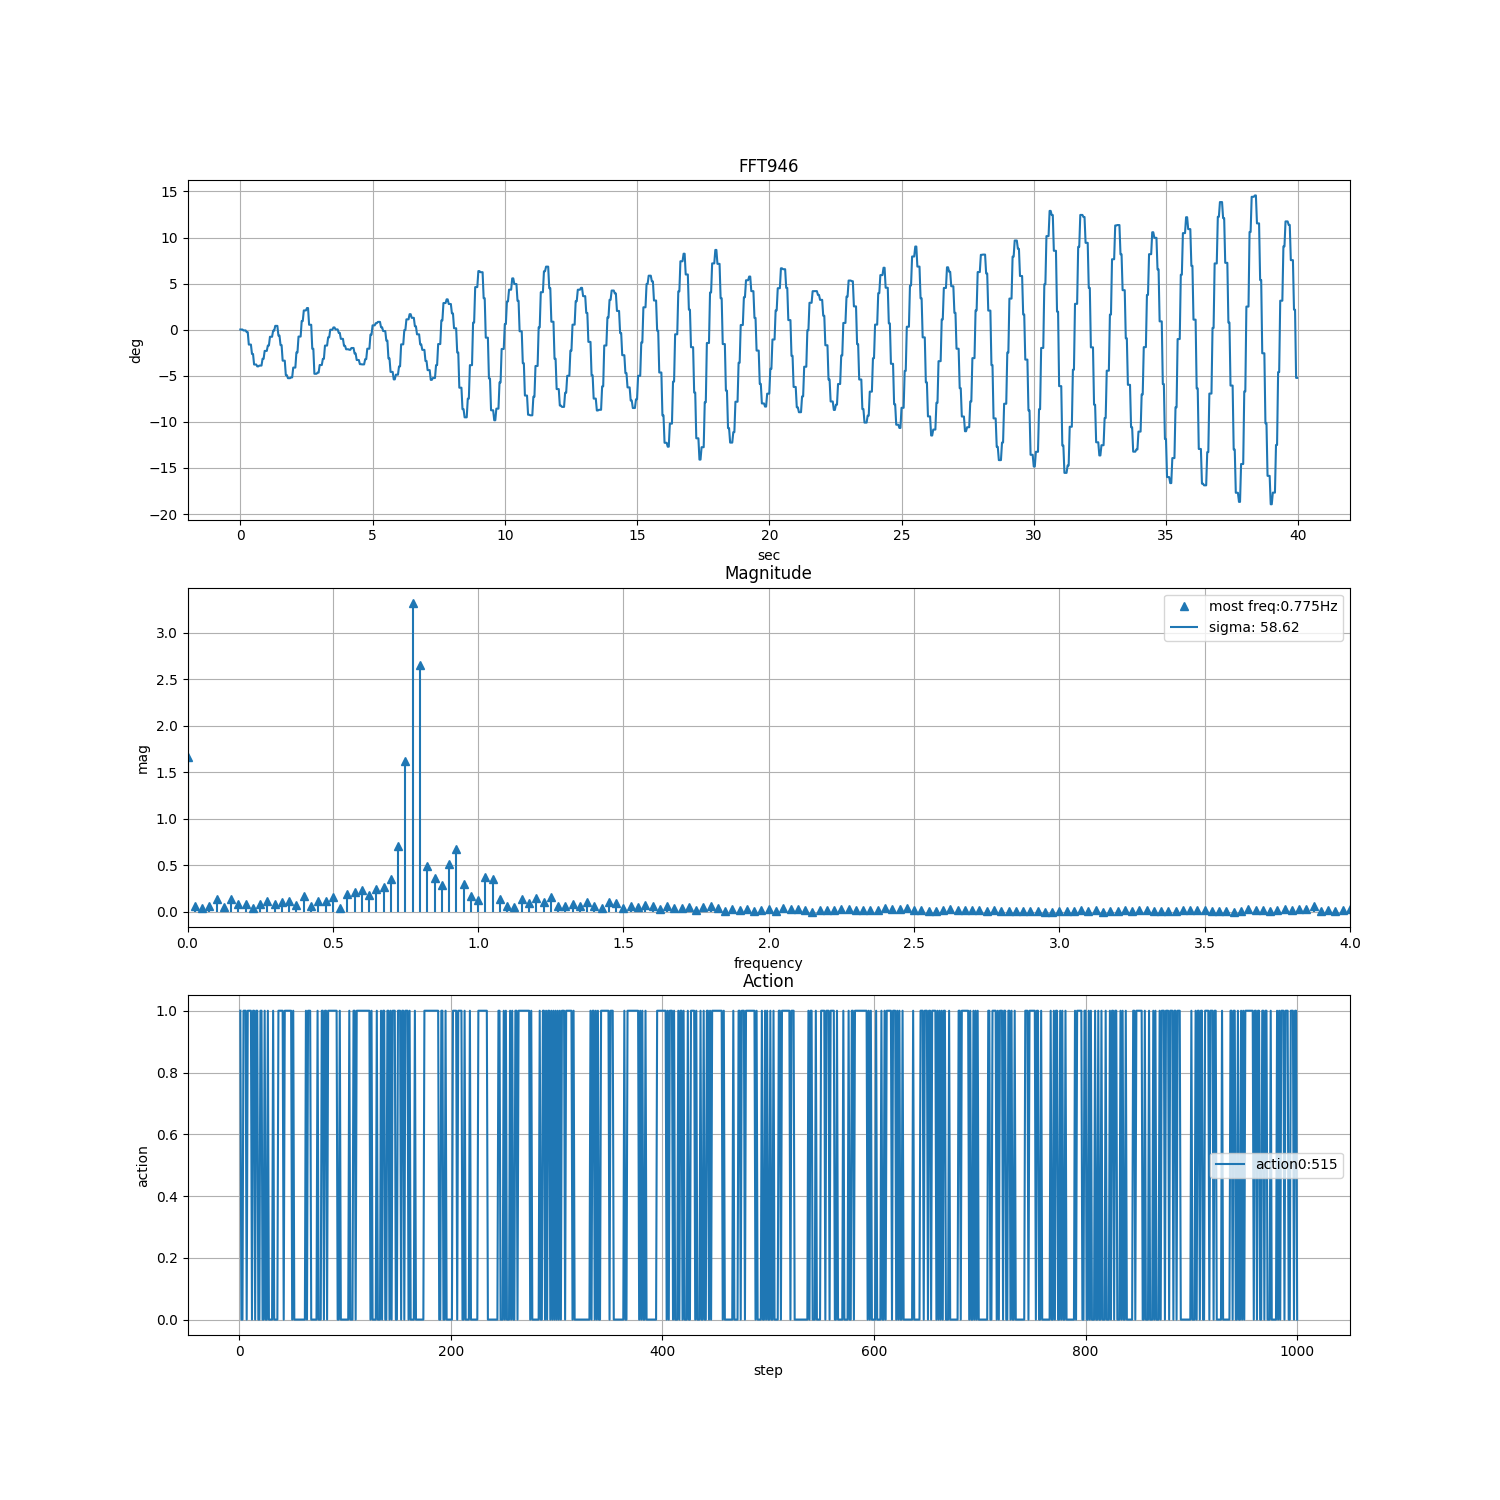 FFT946
15
10
5
0
−5
−10
−15
−20
deg
0 5 10 15 20 25 30 35 40
sec
Magnitude
3.0
2.5
2.0
1.5
1.0
0.5
0.0
mag
most freq:0.775Hz
sigma: 58.62
0.0 0.5 1.0 1.5 2.0 2.5 3.0 3.5 4.0
frequency
Action
1.0
0.8
0.6
0.4
0.2
0.0
action
action0:515
0 200 400 600 800 1000
step